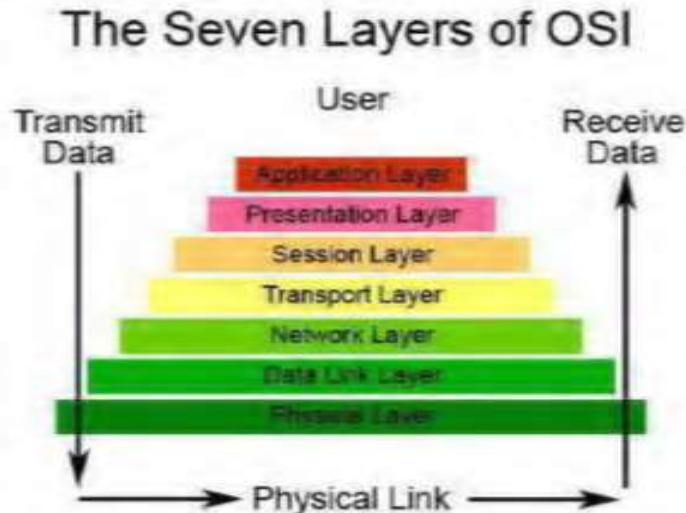 The Seven Layers of OSI
User
Transmit
Data
Receive
Data
Application Layer
Presentation Layer
Session Layer
Transport Layer
Network Layer
Data Link Layer
Physical Layer
Physical Link